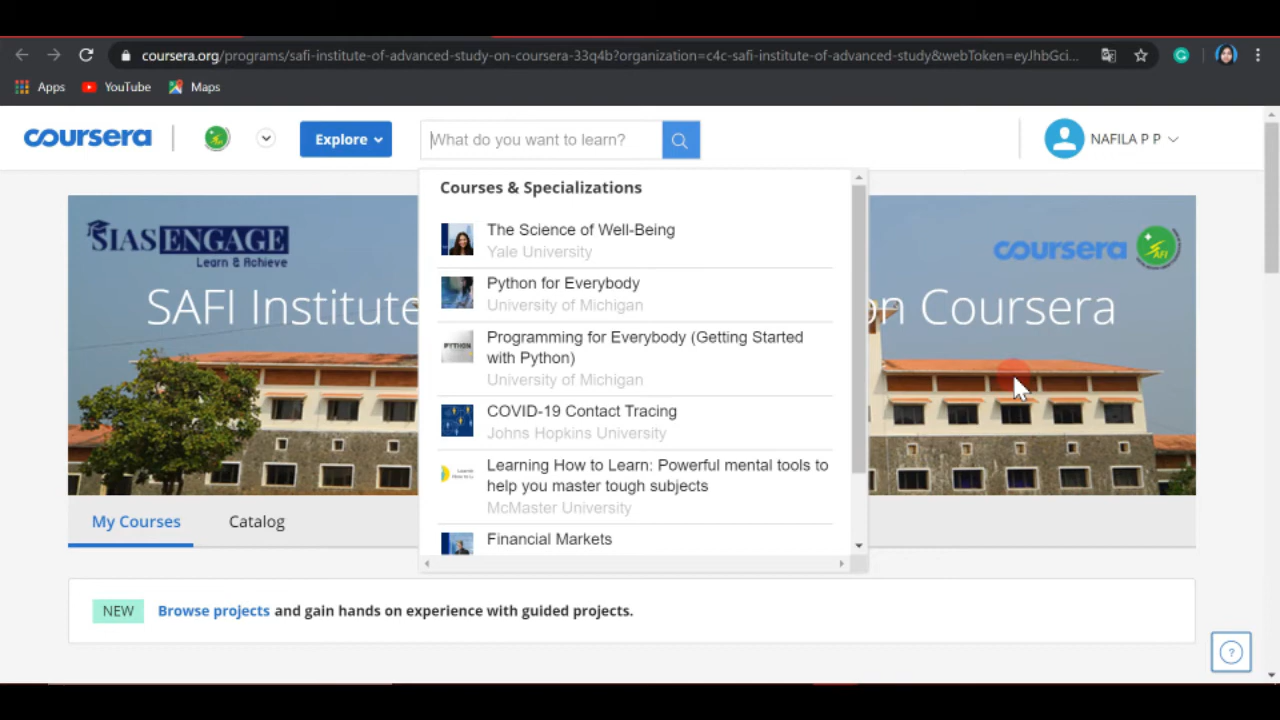 coursera.org/programs/safi-institute-of-advanced-study-on-coursera-33q4b?organization=c4c-safi-institute-of-advanced-study&webToken=eyJhbGci...
Apps YouTube Maps
coursera Explore What do you want to learn? NAFILA P P
Courses & Specializations
The Science of Well-Being
Yale University
Python for Everybody
University of Michigan
PYTHON
Programming for Everybody (Getting Started
with Python)
University of Michigan
COVID-19 Contact Tracing
Johns Hopkins University
Learning How to Learn: Powerful mental tools to
help you master tough subjects
McMaster University
Financial Markets
SIAS ENGAGE
Learn & Achieve
coursera SAFI
SAFI Institute on Coursera
My Courses Catalog
NEW Browse projects and gain hands on experience with guided projects.
?